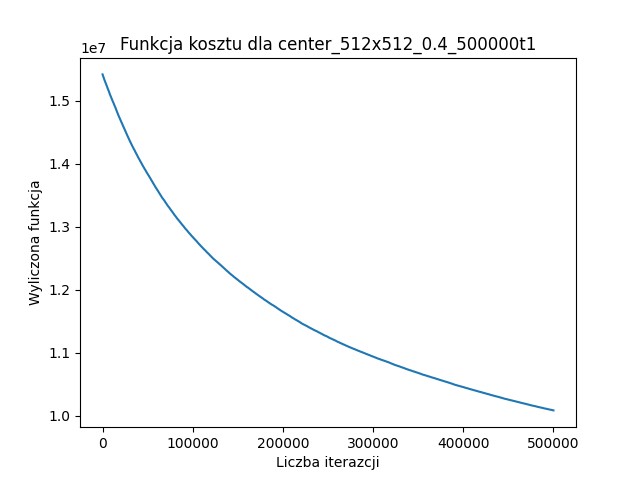 1e7
Funkcja kosztu dla center_512x512_0.4_500000t1
1.5
1.4
1.3
1.2
1.1
1.0
Wyliczona funkcja
0 100000 200000 300000 400000 500000
Liczba iterazcji